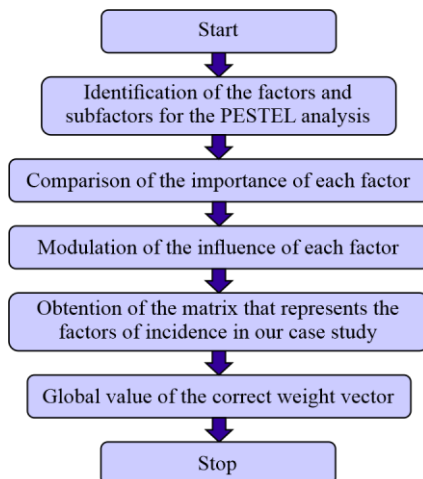 Start
Identification of the factors and
subfactors for the PESTEL analysis
Comparison of the importance of each factor
Modulation of the influence of each factor
Obtention of the matrix that represents the
factors of incidence in our case study
Global value of the correct weight vector
Stop